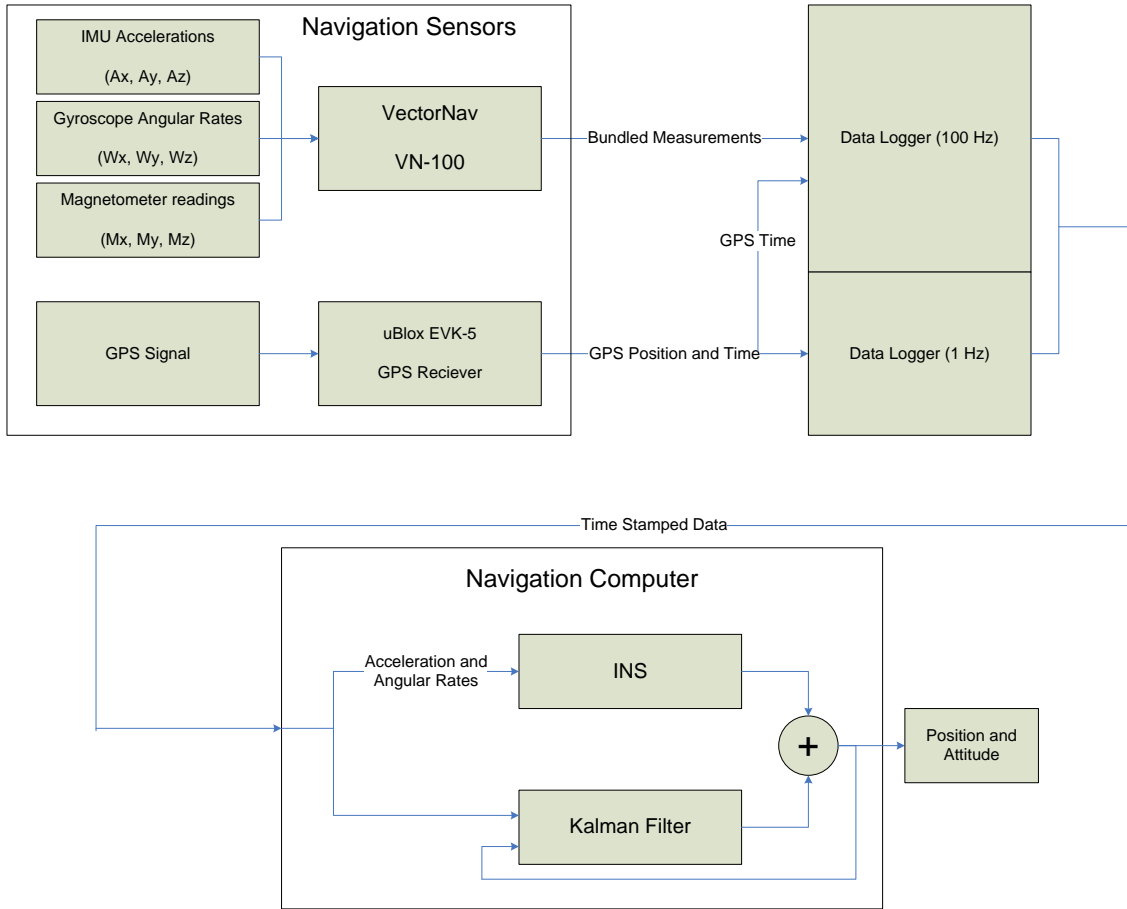 Navigation Sensors
IMU Accelerations
(Ax, Ay, Az)
Gyroscope Angular Rates
(Wx, Wy, Wz)
Magnetometer readings
(Mx, My, Mz)
VectorNav
VN-100
Bundled Measurements
Data Logger (100 Hz)
GPS Time
GPS Signal
uBlox EVK-5
GPS Reciever
GPS Position and Time
Data Logger (1 Hz)
Time Stamped Data
Navigation Computer
Acceleration and
Angular Rates
INS
+
Position and
Attitude
Kalman Filter